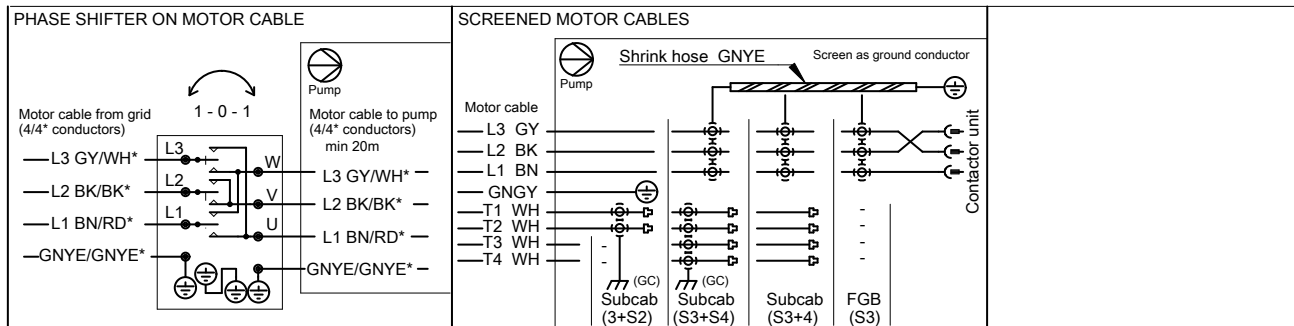 PHASE SHIFTER ON MOTOR CABLE
Pump
1 - 0 - 1
Motor cable from grid
(4/4* conductors)
Motor cable to pump
(4/4* conductors)
min 20m
L3 GY/WH*
L3
W
L3 GY/WH*
L2 BK/BK*
L2
V
L2 BK/BK*
L1 BN/RD*
L1
U
L1 BN/RD*
GNYE/GNYE*
GNYE/GNYE*
SCREENED MOTOR CABLES
Pump
Shrink hose GNYE
Screen as ground conductor
Motor cable
L3 GY
L2 BK
L1 BN
GNGY
T1 WH
T2 WH
T3 WH
T4 WH
-
-
-
-
-
-
Contactor unit
(GC)
(GC)
Subcab
(3+S2)
Subcab
(S3+S4)
Subcab
(S3+4)
FGB
(S3)